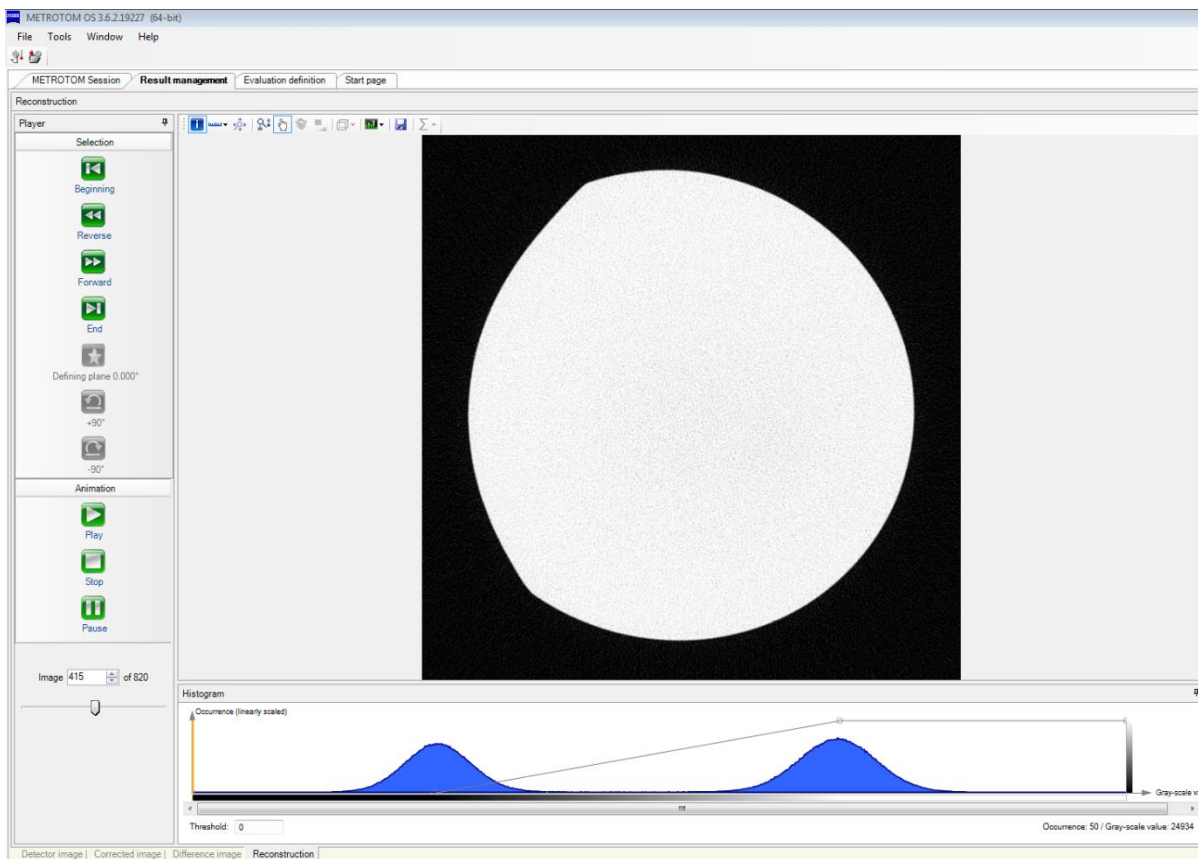 METROTOM OS 3.6.2.19227 (64-bit)
File Tools Window Help
METROTOM Session Result management Evaluation definition Start page
Reconstruction
Player
Selection
Beginning
Reverse
Forward
End
Defining plane 0.000°
+90°
-90°
Animation
Play
Stop
Pause
Image 415 of 820
Histogram
Occurrence (linearly scaled)
Gray-scale v
Threshold: 0
Occurrence: 50 / Gray-scale value: 24934
Detector image | Corrected image | Difference image Reconstruction